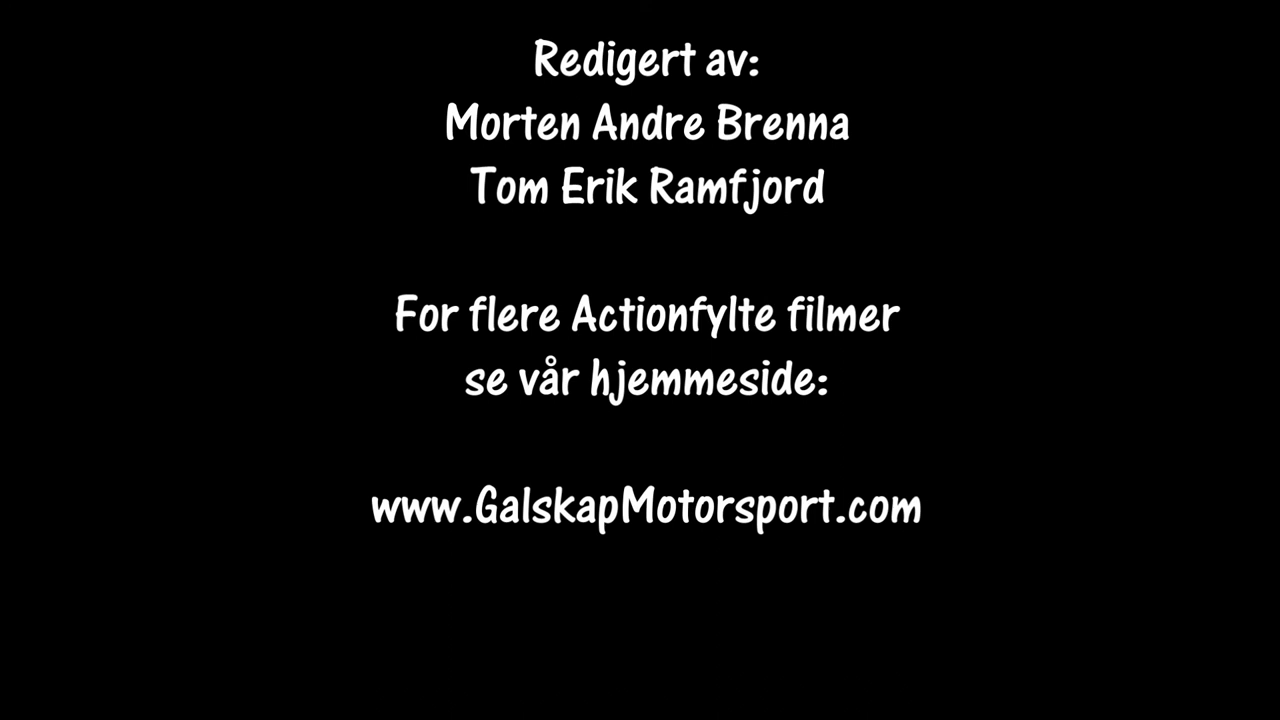 Redigert av:
Morten Andre Brenna
Tom Erik Ramfjord
For flere Actionfylte filmer
se vår hjemmeside:
www.GalskapMotorsport.com